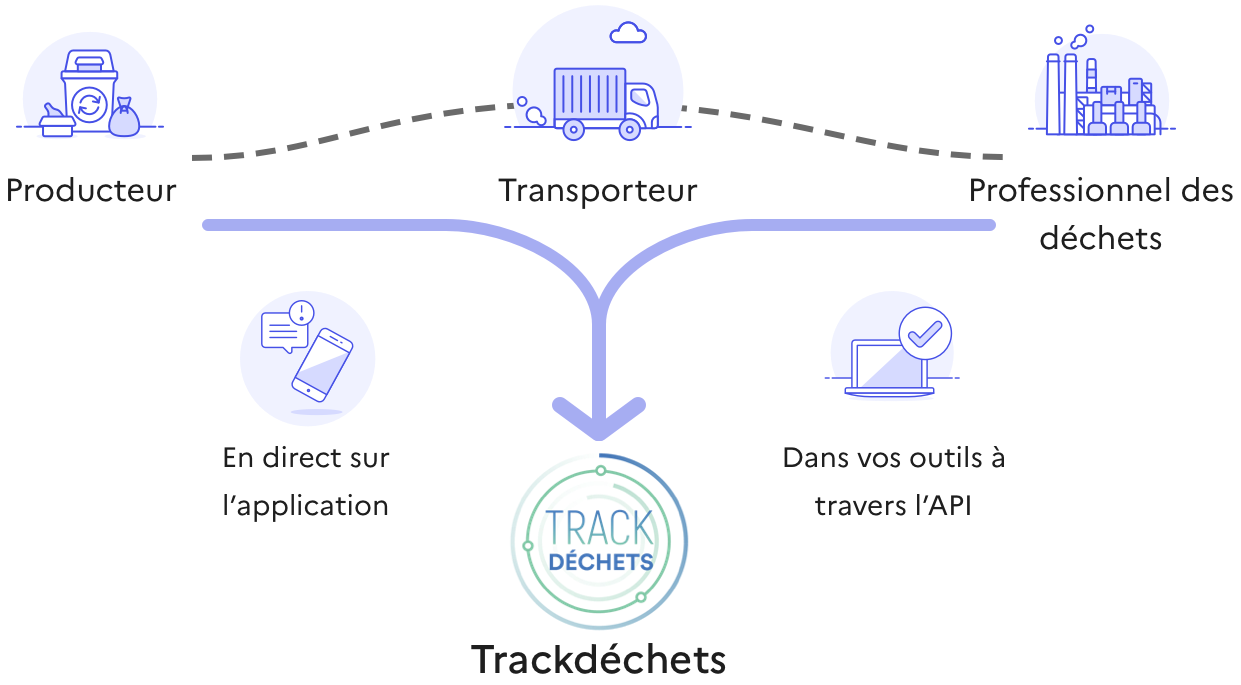 Producteur
Transporteur
Professionnel des
déchets
En direct sur
l’application
Dans vos outils à
travers l’API
TRACK
DÉCHETS
Trackdéchets